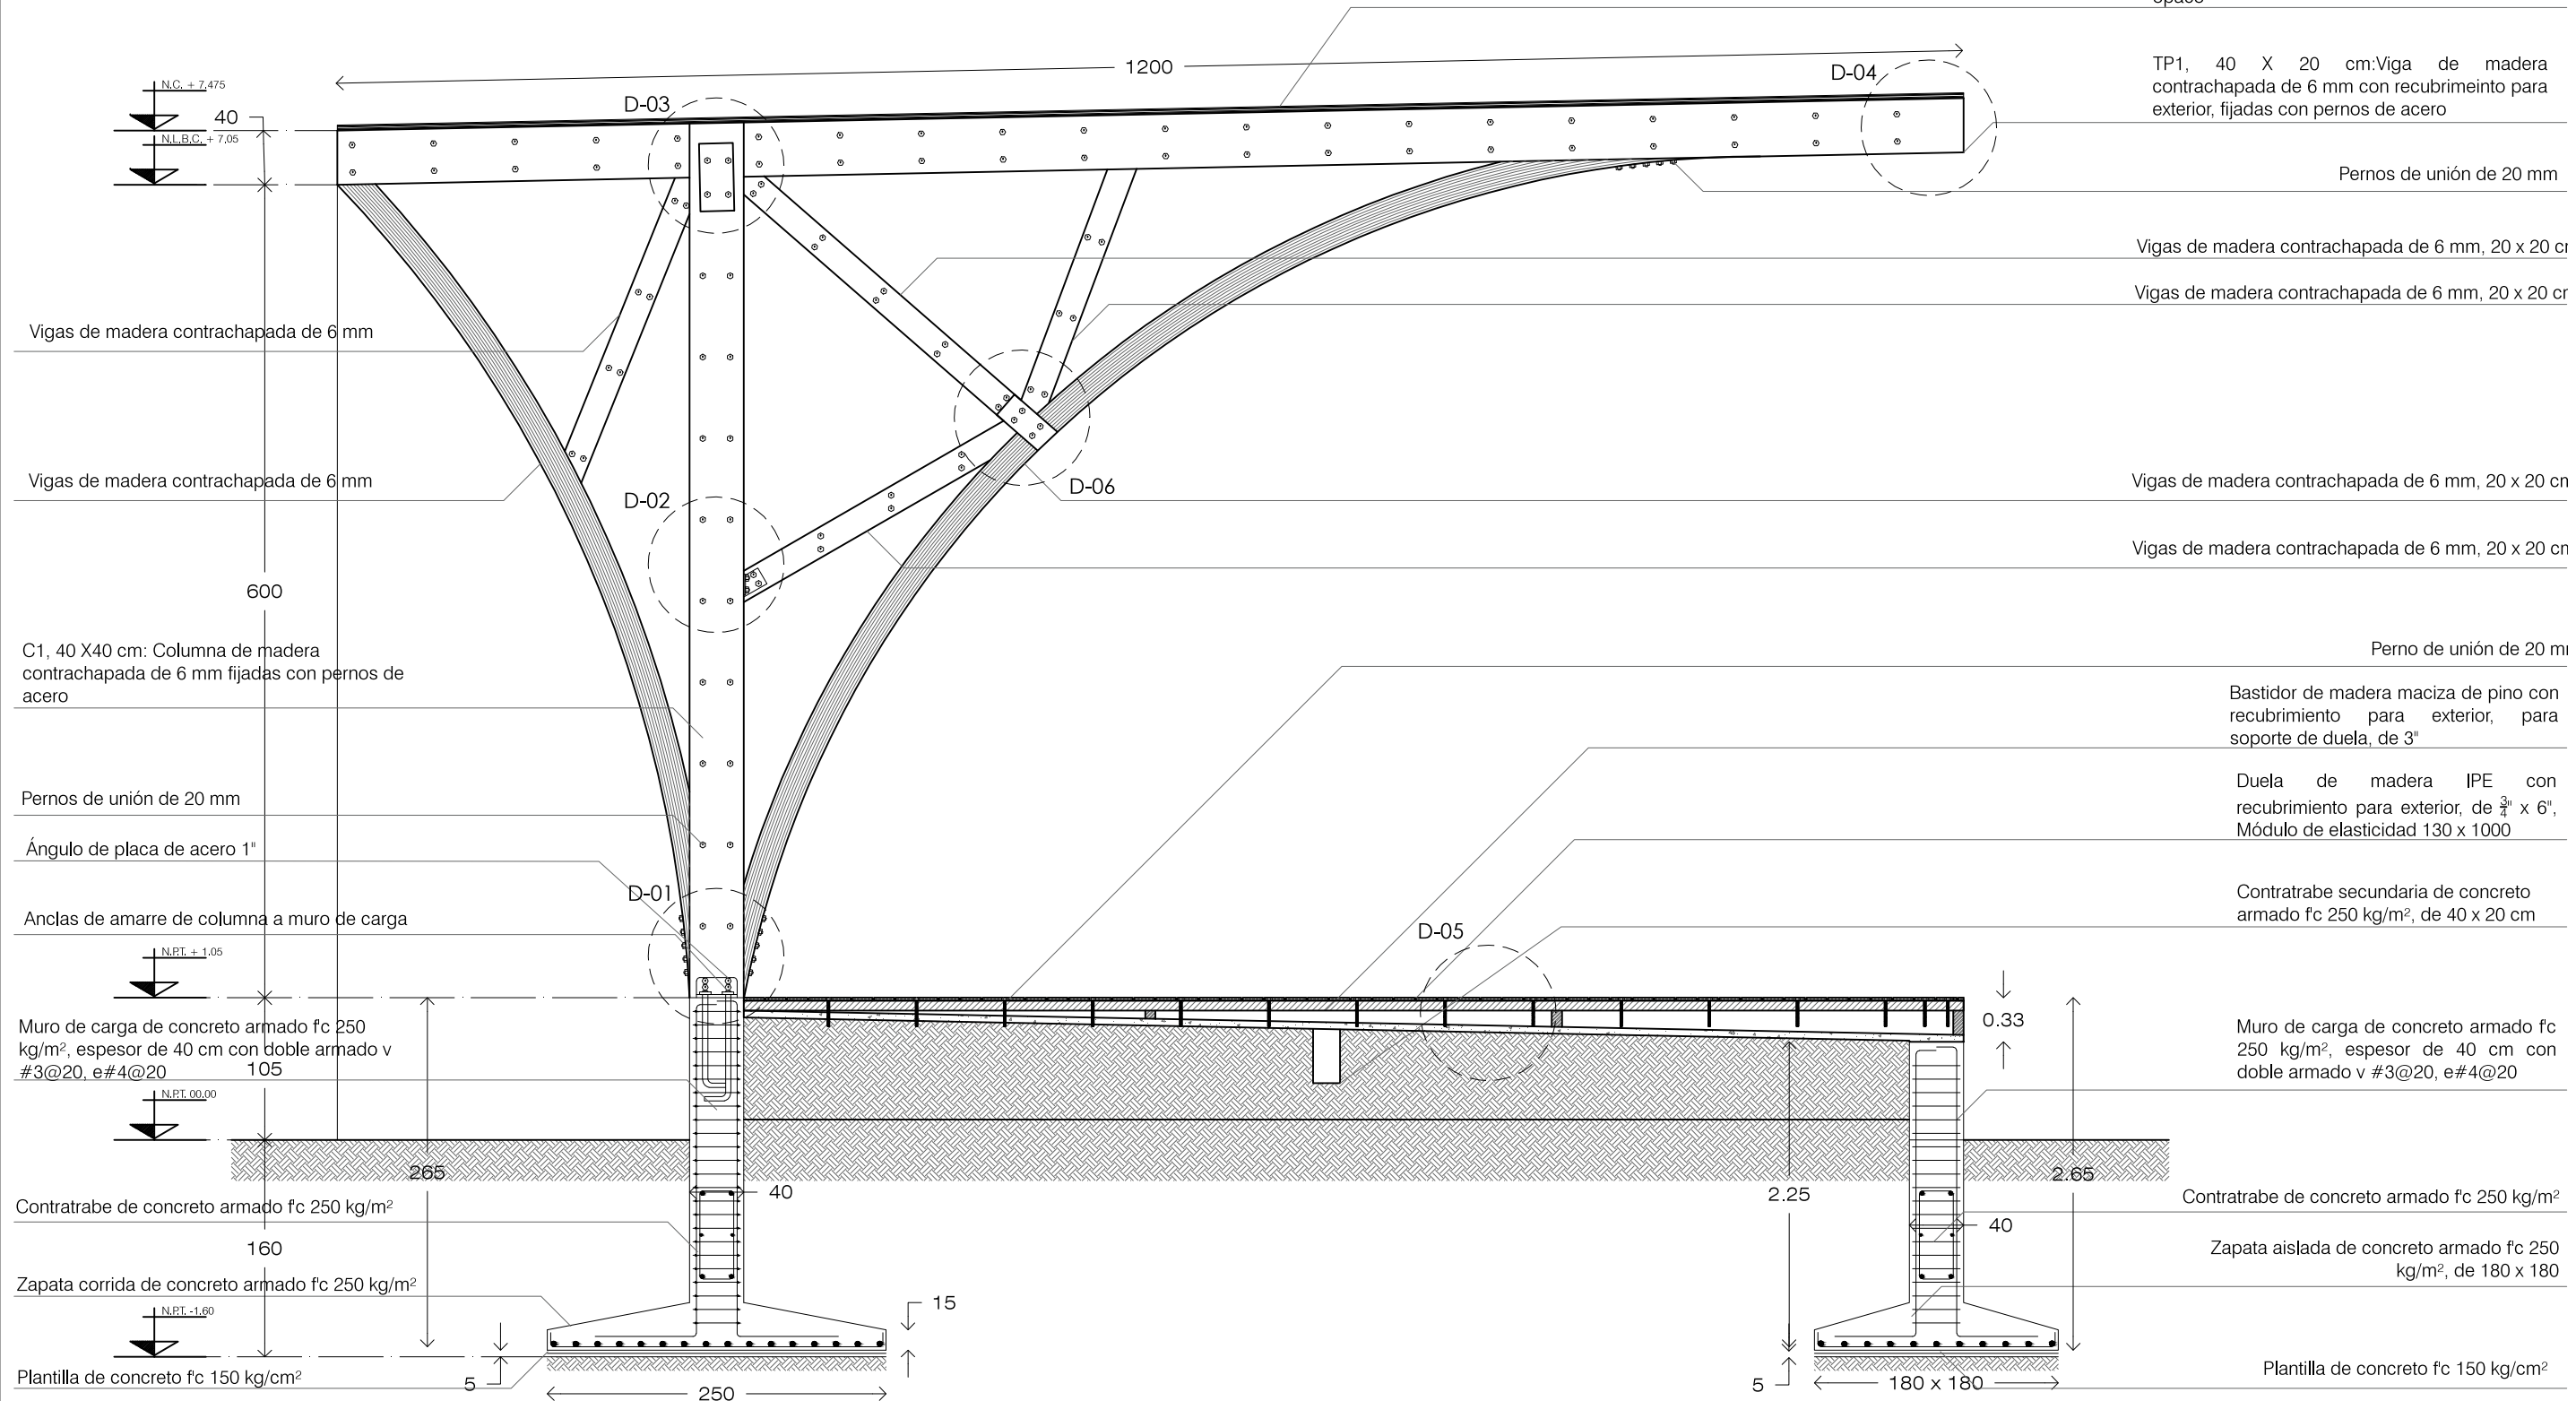 opaco
1200
TP1, 40 X 20 cm:Viga de madera
contrachapada de 6 mm con recubrimeinto para
exterior, fijadas con pernos de acero
D-04
N.C. + 7.475
40
D-03
N.L.B.C. + 7.05
Pernos de unión de 20 mm
Vigas de madera contrachapada de 6 mm, 20 x 20 cm
Vigas de madera contrachapada de 6 mm, 20 x 20 cm
Vigas de madera contrachapada de 6 mm
Vigas de madera contrachapada de 6 mm
D-02
D-06
Vigas de madera contrachapada de 6 mm, 20 x 20 cm
Vigas de madera contrachapada de 6 mm, 20 x 20 cm
600
C1, 40 X40 cm: Columna de madera
contrachapada de 6 mm fijadas con pernos de
acero
Perno de unión de 20 mm
Bastidor de madera maciza de pino con
recubrimiento para exterior, para
soporte de duela, de 3"
Duela de madera IPE con
recubrimiento para exterior, de 3/4" x 6",
Módulo de elasticidad 130 x 1000
Pernos de unión de 20 mm
Ángulo de placa de acero 1"
D-01
Anclas de amarre de columna a muro de carga
Contratrabe secundaria de concreto
armado f'c 250 kg/m², de 40 x 20 cm
D-05
N.P.T. + 1.05
0.33
Muro de carga de concreto armado f'c 250
kg/m², espesor de 40 cm con doble armado v
#3@20, e#4@20
105
Muro de carga de concreto armado f'c
250 kg/m², espesor de 40 cm con
doble armado v #3@20, e#4@20
N.P.T. 00.00
265
2.65
40
2.25
Contratrabe de concreto armado f'c 250 kg/m²
Contratrabe de concreto armado f'c 250 kg/m²
40
160
Zapata aislada de concreto armado f'c 250
kg/m², de 180 x 180
Zapata corrida de concreto armado f'c 250 kg/m²
15
N.P.T. -1.60
Plantilla de concreto f'c 150 kg/cm²
5
250
5
180 x 180
Plantilla de concreto f'c 150 kg/cm²